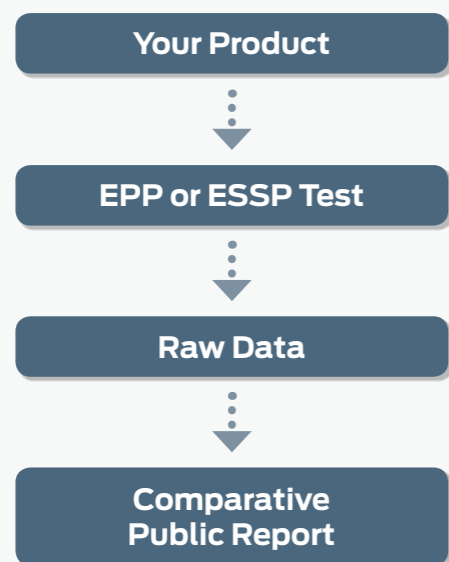 Your Product
EPP or ESSP Test
Raw Data
Comparative
Public Report